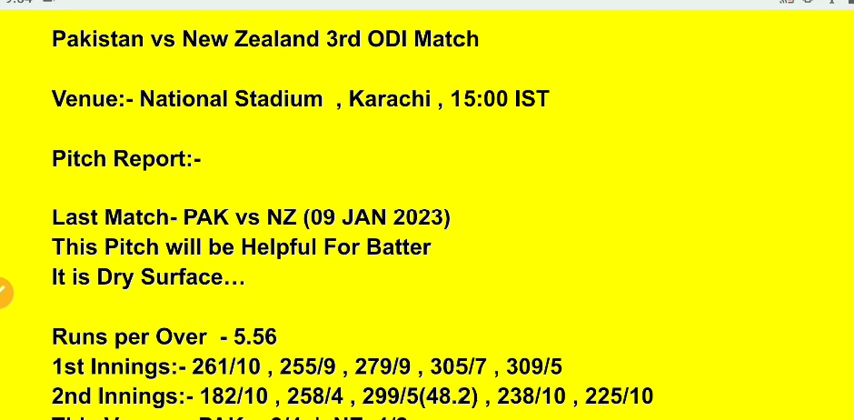 Pakistan vs New Zealand 3rd ODI Match
Venue:- National Stadium , Karachi , 15:00 IST
Pitch Report:-
Last Match- PAK vs NZ (09 JAN 2023)
This Pitch will be Helpful For Batter
It is Dry Surface...
Runs per Over - 5.56
1st Innings:- 261/10 , 255/9 , 279/9 , 305/7 , 309/5
2nd Innings:- 182/10 , 258/4 , 299/5(48.2) , 238/10 , 225/10